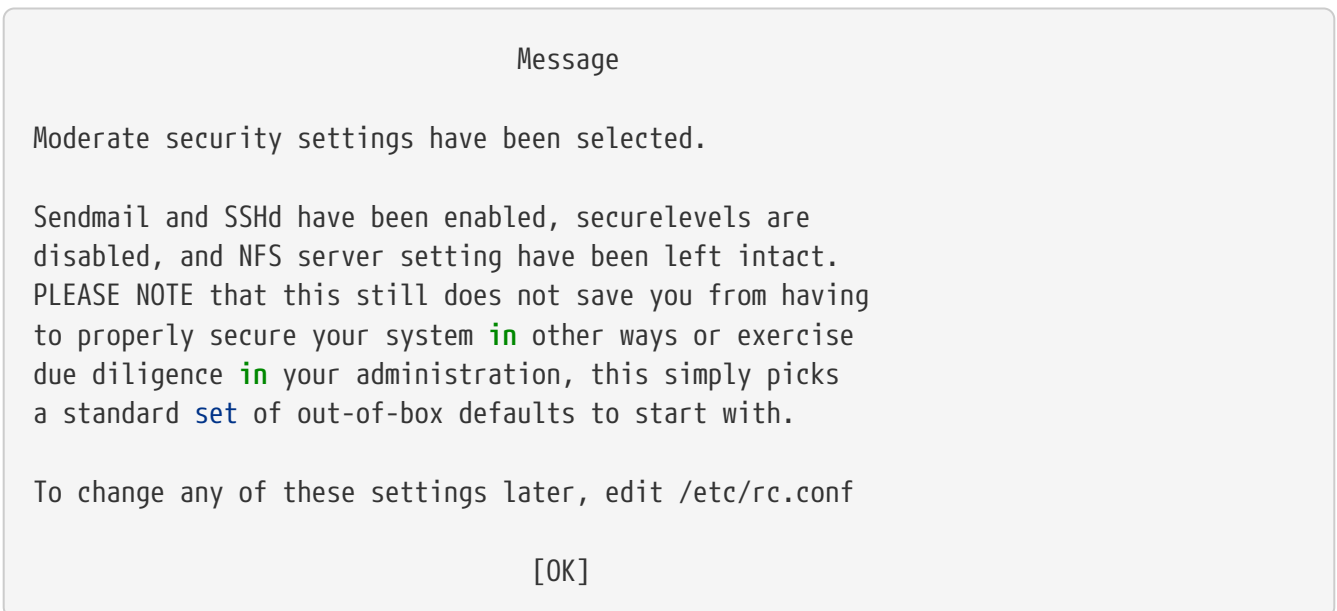 Message
Moderate security settings have been selected.
Sendmail and SSHd have been enabled, securelevels are
disabled, and NFS server setting have been left intact.
PLEASE NOTE that this still does not save you from having
to properly secure your system in other ways or exercise
due diligence in your administration, this simply picks
a standard set of out-of-box defaults to start with.
To change any of these settings later, edit /etc/rc.conf
[OK]